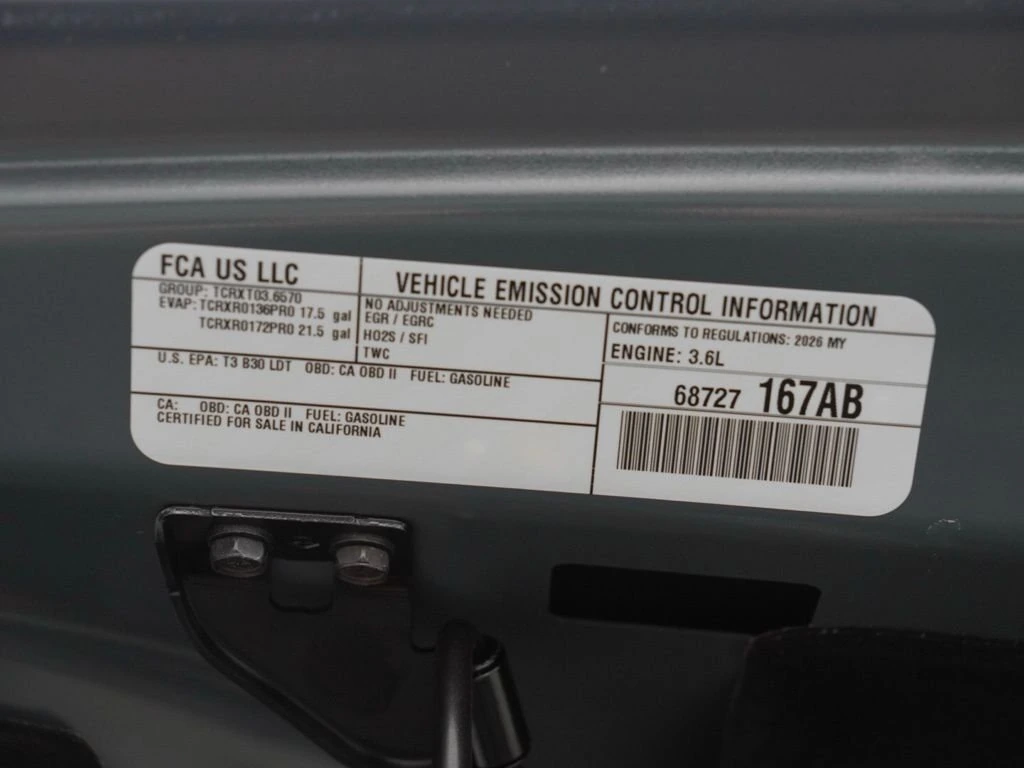 FCA US LLC
GROUP: TCRXT03.6570
EVAP: TCRXR0136PR0 17.5 gal
TCRXR0172PR0 21.5 gal
VEHICLE EMISSION CONTROL INFORMATION
NO ADJUSTMENTS NEEDED
EGR / EGRC
HO2S / SFI
TWC
CONFORMS TO REGULATIONS: 2026 MY
ENGINE: 3.6L
U.S. EPA: T3 B30 LDT OBD: CA OBD II FUEL: GASOLINE
68727 167AB
CA: OBD: CA OBD II FUEL: GASOLINE
CERTIFIED FOR SALE IN CALIFORNIA